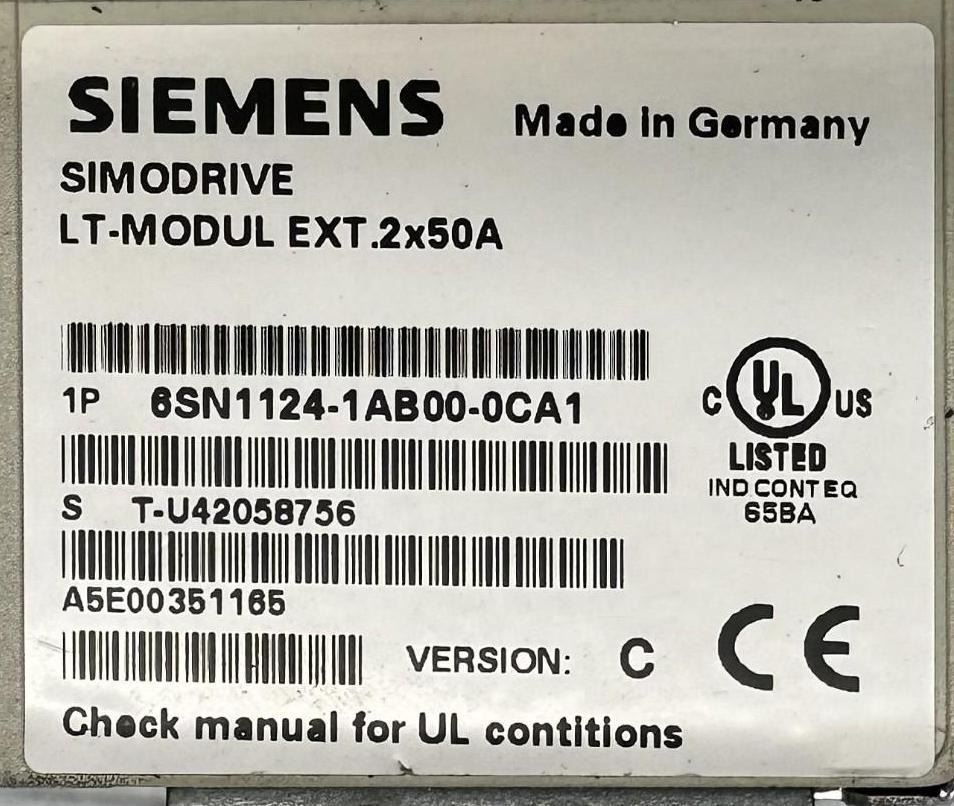 SIEMENS Made in Germany
SIMODRIVE
LT-MODUL EXT.2x50A
1P 6SN1124-1AB00-0CA1
C UL US
LISTED
IND.CONT EQ
65BA
S T-U42058756
A5E00351165
VERSION: C CE
Check manual for UL contitions